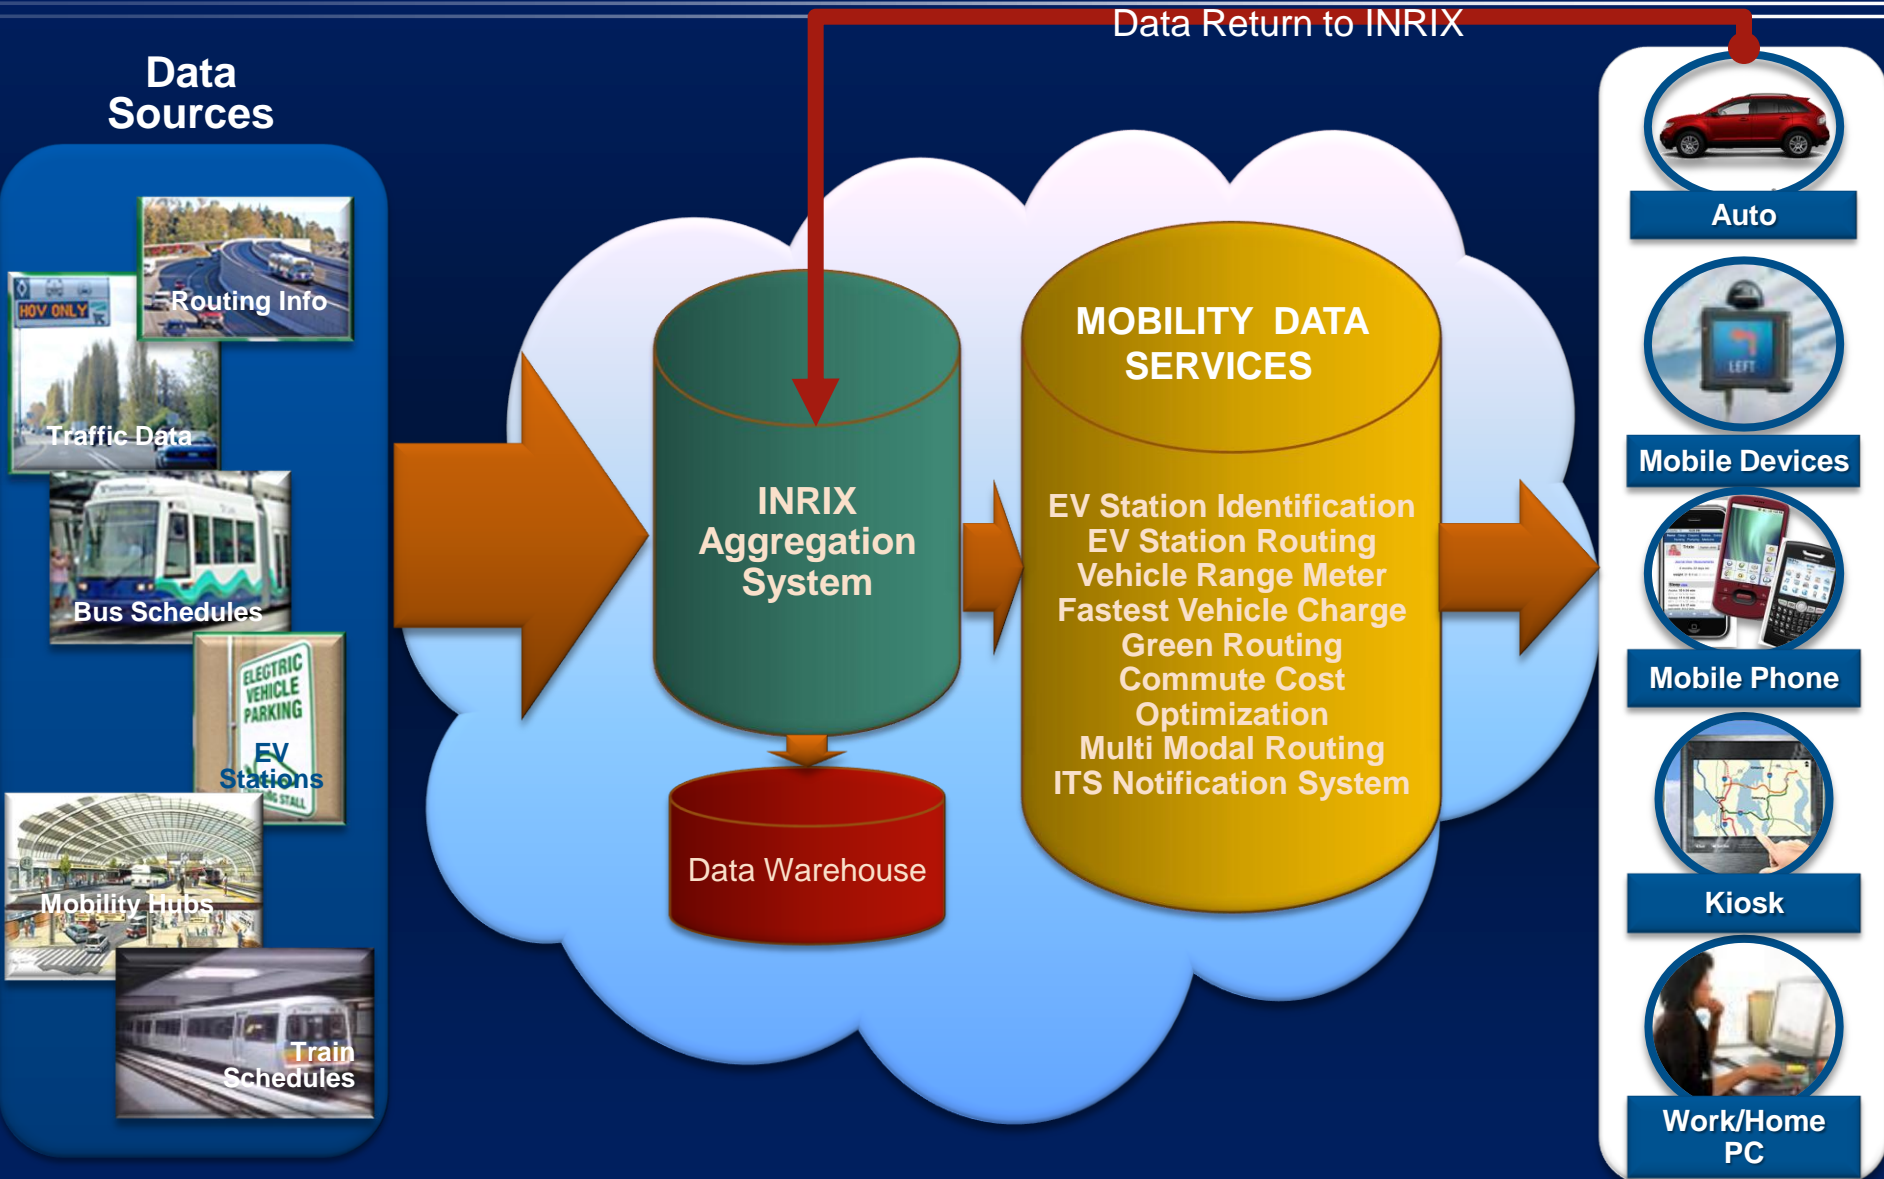 Data Return to INRIX
Data
Sources
Routing Info
HOV ONLY
Traffic Data
Bus Schedules
ELECTRIC
VEHICLE
PARKING
EV
Stations
STALL
Mobility Hubs
Train
Schedules
INRIX
Aggregation
System
Data Warehouse
MOBILITY DATA
SERVICES
EV Station Identification
EV Station Routing
Vehicle Range Meter
Fastest Vehicle Charge
Green Routing
Commute Cost
Optimization
Multi Modal Routing
ITS Notification System
Auto
LEFT
Mobile Devices
Mobile Phone
Kiosk
Work/Home
PC